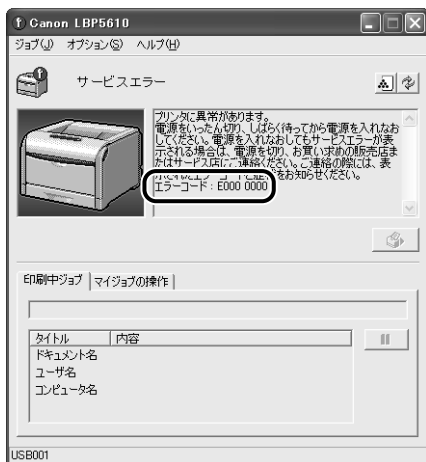 Canon LBP5610
ジョブ(J) オプション(S) ヘルプ(H)
サービスエラー
プリンタに異常があります。
電源をいったん切り、しばらく待ってから電源を入れなお
してください。電源を入れなおしてもサービスエラーが表
示される場合は、電源を切り、お買い求めの販売店ま
たはサービス店にご連絡ください。ご連絡の際には、表
をお知らせください。
エラーコード : E000 0000
印刷中ジョブ マイジョブの操作
タイトル 内容
ドキュメント名
ユーザ名
コンピュータ名
USB001